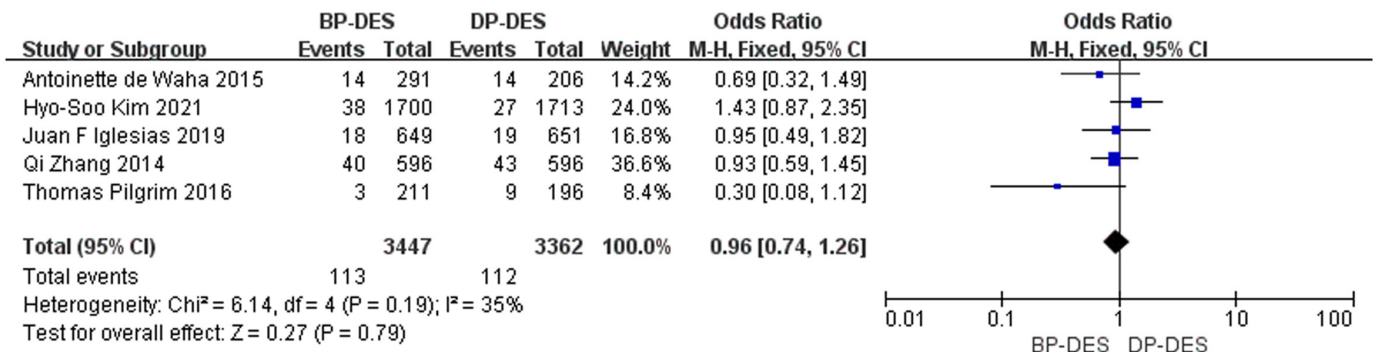 BP-DES DP-DES Odds Ratio Odds Ratio
Study or Subgroup Events Total Events Total Weight M-H, Fixed, 95% CI M-H, Fixed, 95% CI
Antoinette de Waha 2015 14 291 14 206 14.2% 0.69 [0.32, 1.49]
Hyo-Soo Kim 2021 38 1700 27 1713 24.0% 1.43 [0.87, 2.35]
Juan F Iglesias 2019 18 649 19 651 16.8% 0.95 [0.49, 1.82]
Qi Zhang 2014 40 596 43 596 36.6% 0.93 [0.59, 1.45]
Thomas Pilgrim 2016 3 211 9 196 8.4% 0.30 [0.08, 1.12]
Total (95% CI) 3447 3362 100.0% 0.96 [0.74, 1.26]
Total events 113 112
Heterogeneity: Chi² = 6.14, df = 4 (P = 0.19); I² = 35%
Test for overall effect: Z = 0.27 (P = 0.79)
0.01 0.1 1 10 100
BP-DES DP-DES